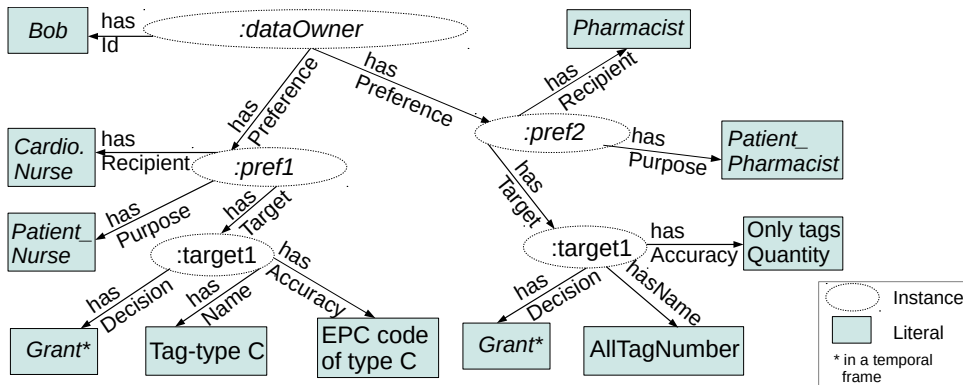 Bob
has
Id
:dataOwner
Pharmacist
has
Preference
has
Preference
has
Recipient
Cardio.
Nurse
has
Recipient
:pref1
:pref2
has
Purpose
Patient_
Pharmacist
Patient_
Nurse
has
Purpose
has
Target
has
Target
:target1
has
Accuracy
:target1
has
Accuracy
Only tags
Quantity
has
Decision
has
Name
has
Decision
hasName
Grant*
Tag-type C
EPC code
of type C
Grant*
AllTagNumber
Instance
Literal
* in a temporal
frame